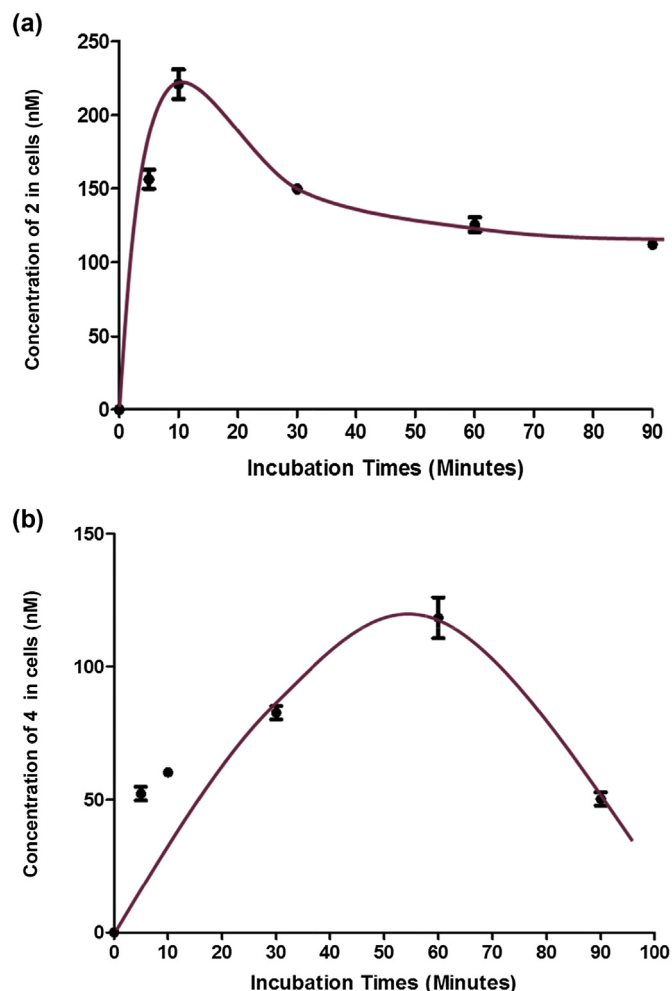 (a)
Concentration of 2 in cells (nM)
250
200
150
100
50
0
0 10 20 30 40 50 60 70 80 90
Incubation Times (Minutes)
(b)
Concentration of 4 in cells (nM)
150
100
50
0
0 10 20 30 40 50 60 70 80 90 100
Incubation Times (Minutes)